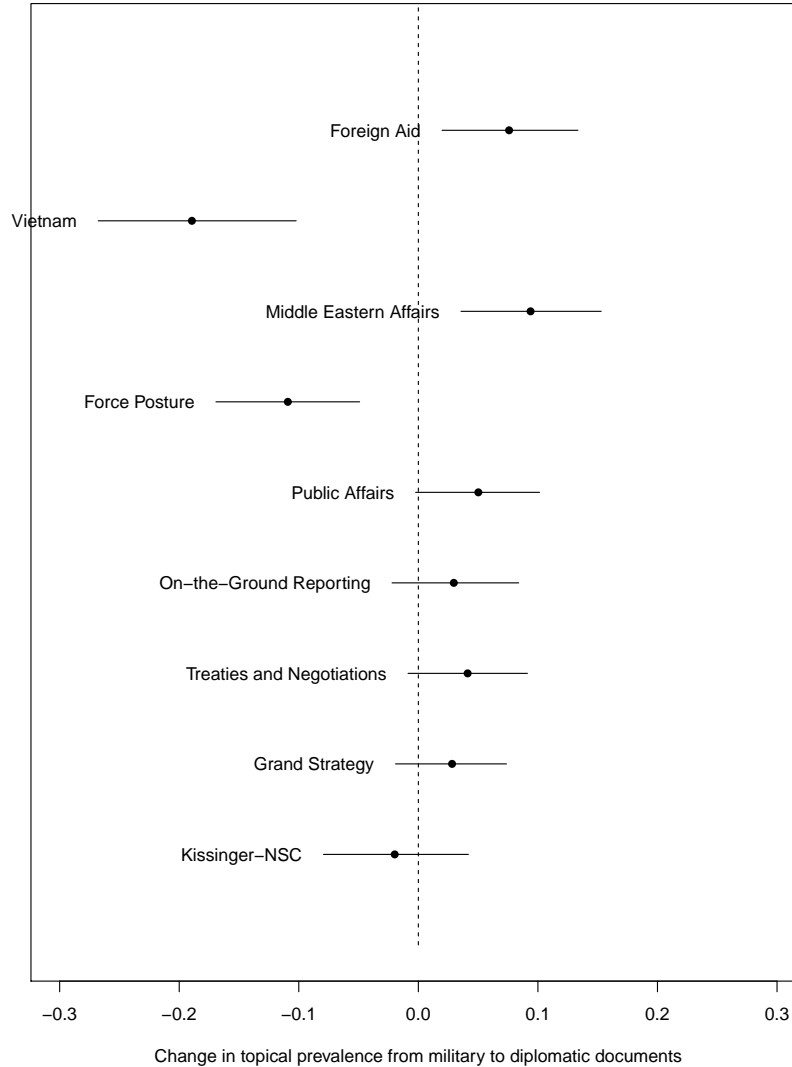 Foreign Aid
Vietnam
Middle Eastern Affairs
Force Posture
Public Affairs
On−the−Ground Reporting
Treaties and Negotiations
Grand Strategy
Kissinger−NSC
−0.3 −0.2 −0.1 0.0 0.1 0.2 0.3
Change in topical prevalence from military to diplomatic documents